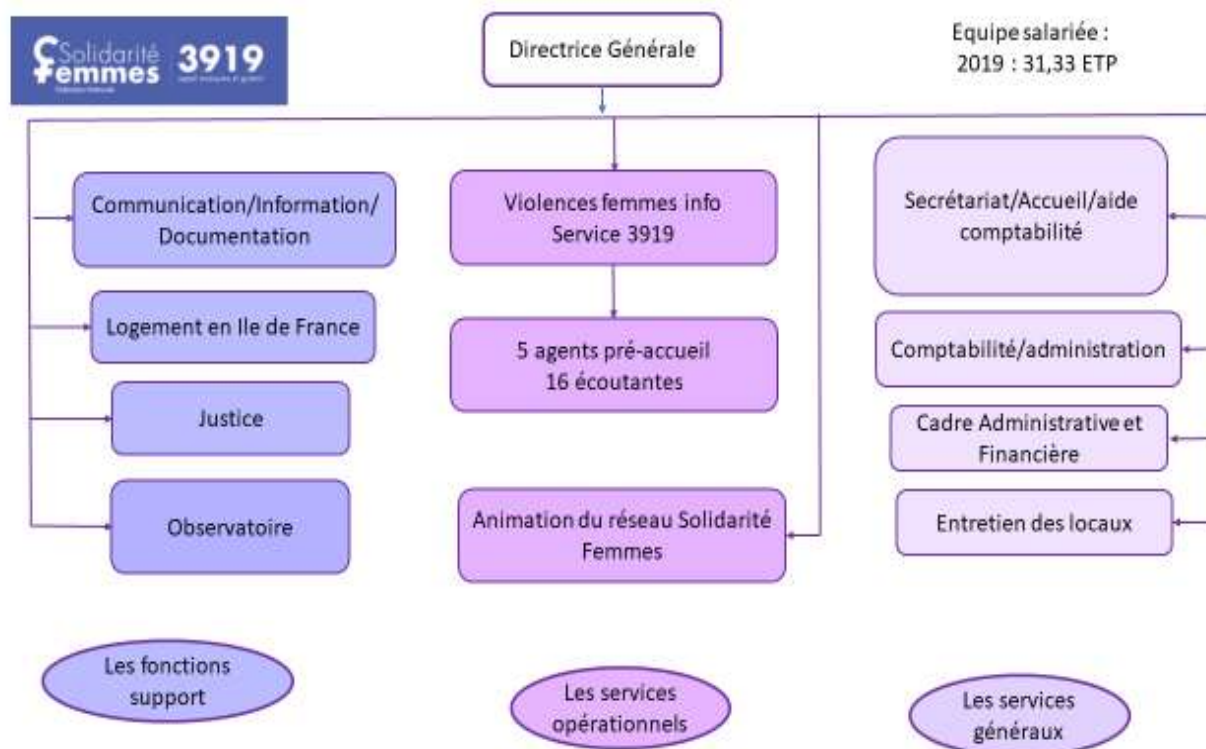 Solidarité
Femmes
3919
Directrice Générale
Equipe salariée :
2019 : 31,33 ETP
Communication/Information/
Documentation
Logement en Ile de France
Justice
Observatoire
Violences femmes info
Service 3919
5 agents pré-accueil
16 écoutantes
Animation du réseau Solidarité
Femmes
Secrétariat/Accueil/aide
comptabilité
Comptabilité/administration
Cadre Administrative et
Financière
Entretien des locaux
Les fonctions
support
Les services
opérationnels
Les services
généraux